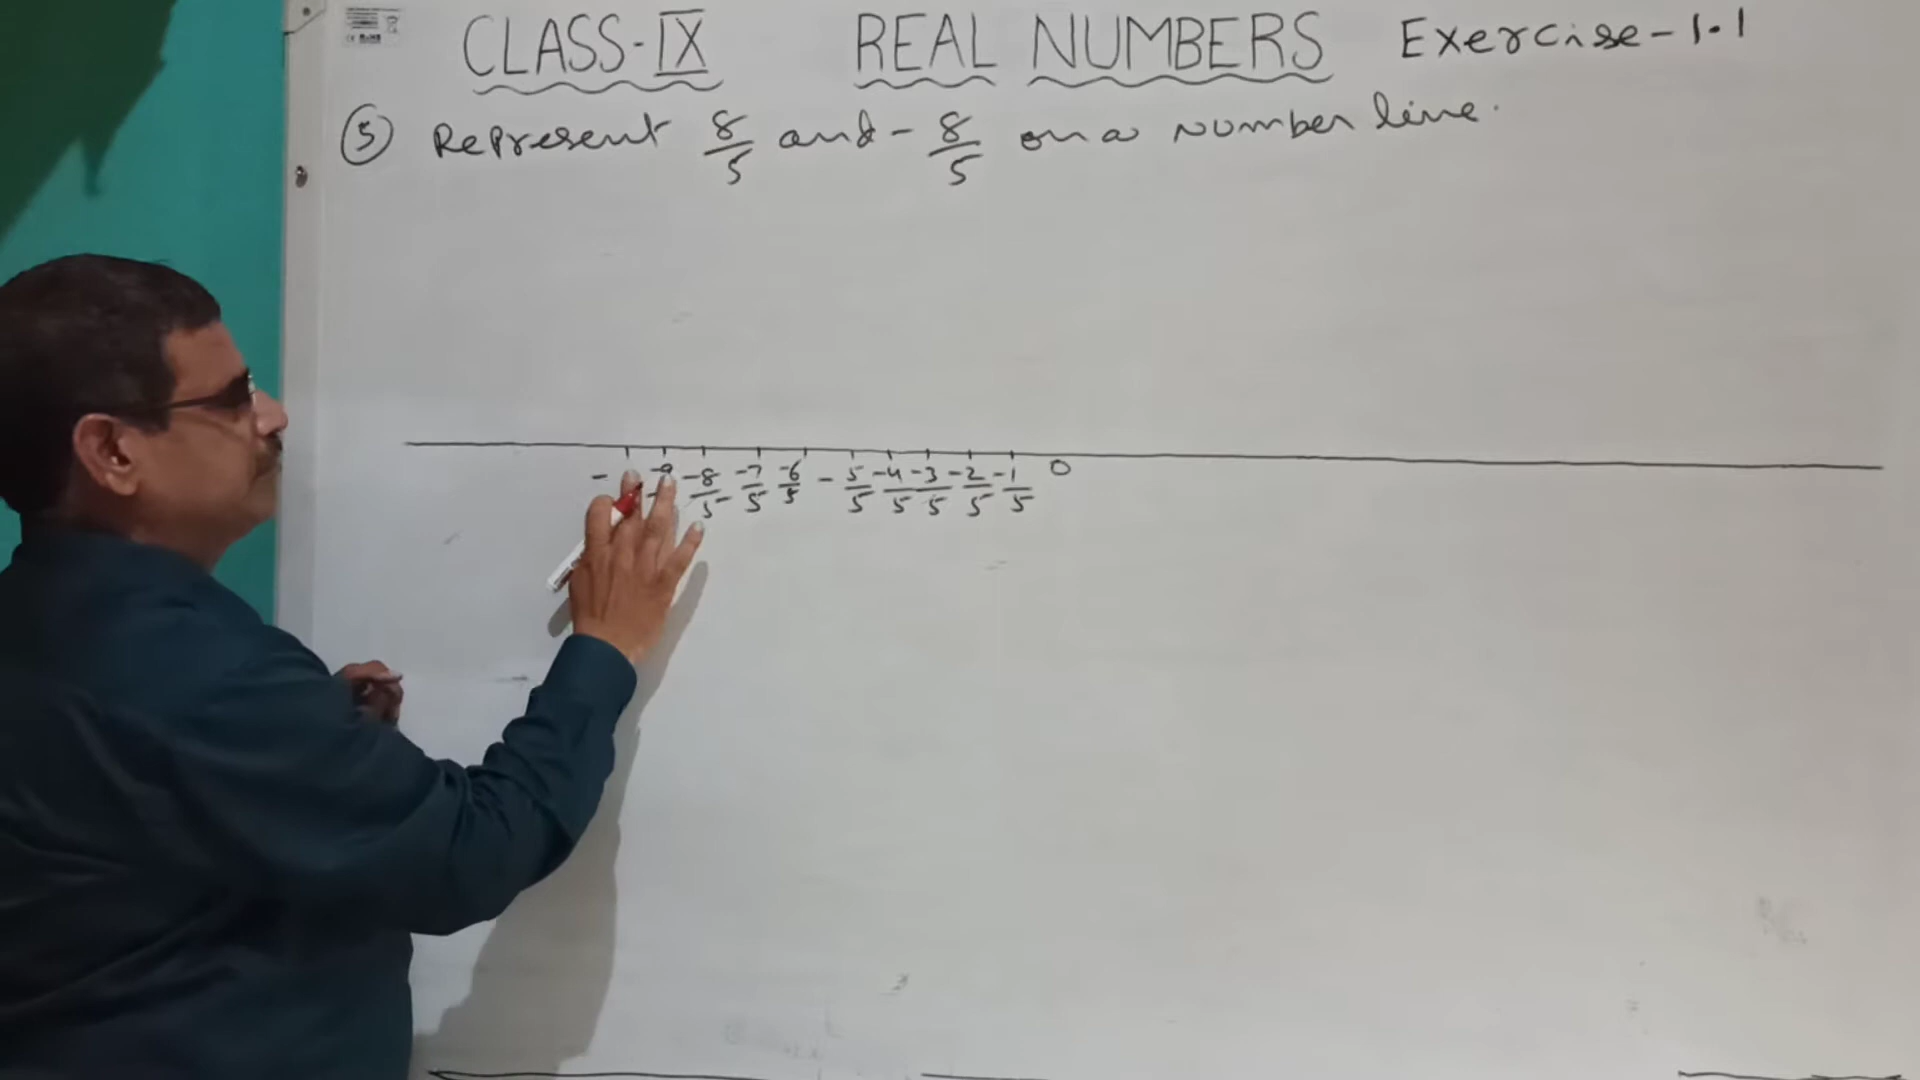 CLASS-IX REAL NUMBERS Exercise-1.1
5 Represent 8/5 and -8/5 on a Number line.
-9 -8/5 -7/5 -6/5 -5/5 -4/5 -3/5 -2/5 -1/5 0